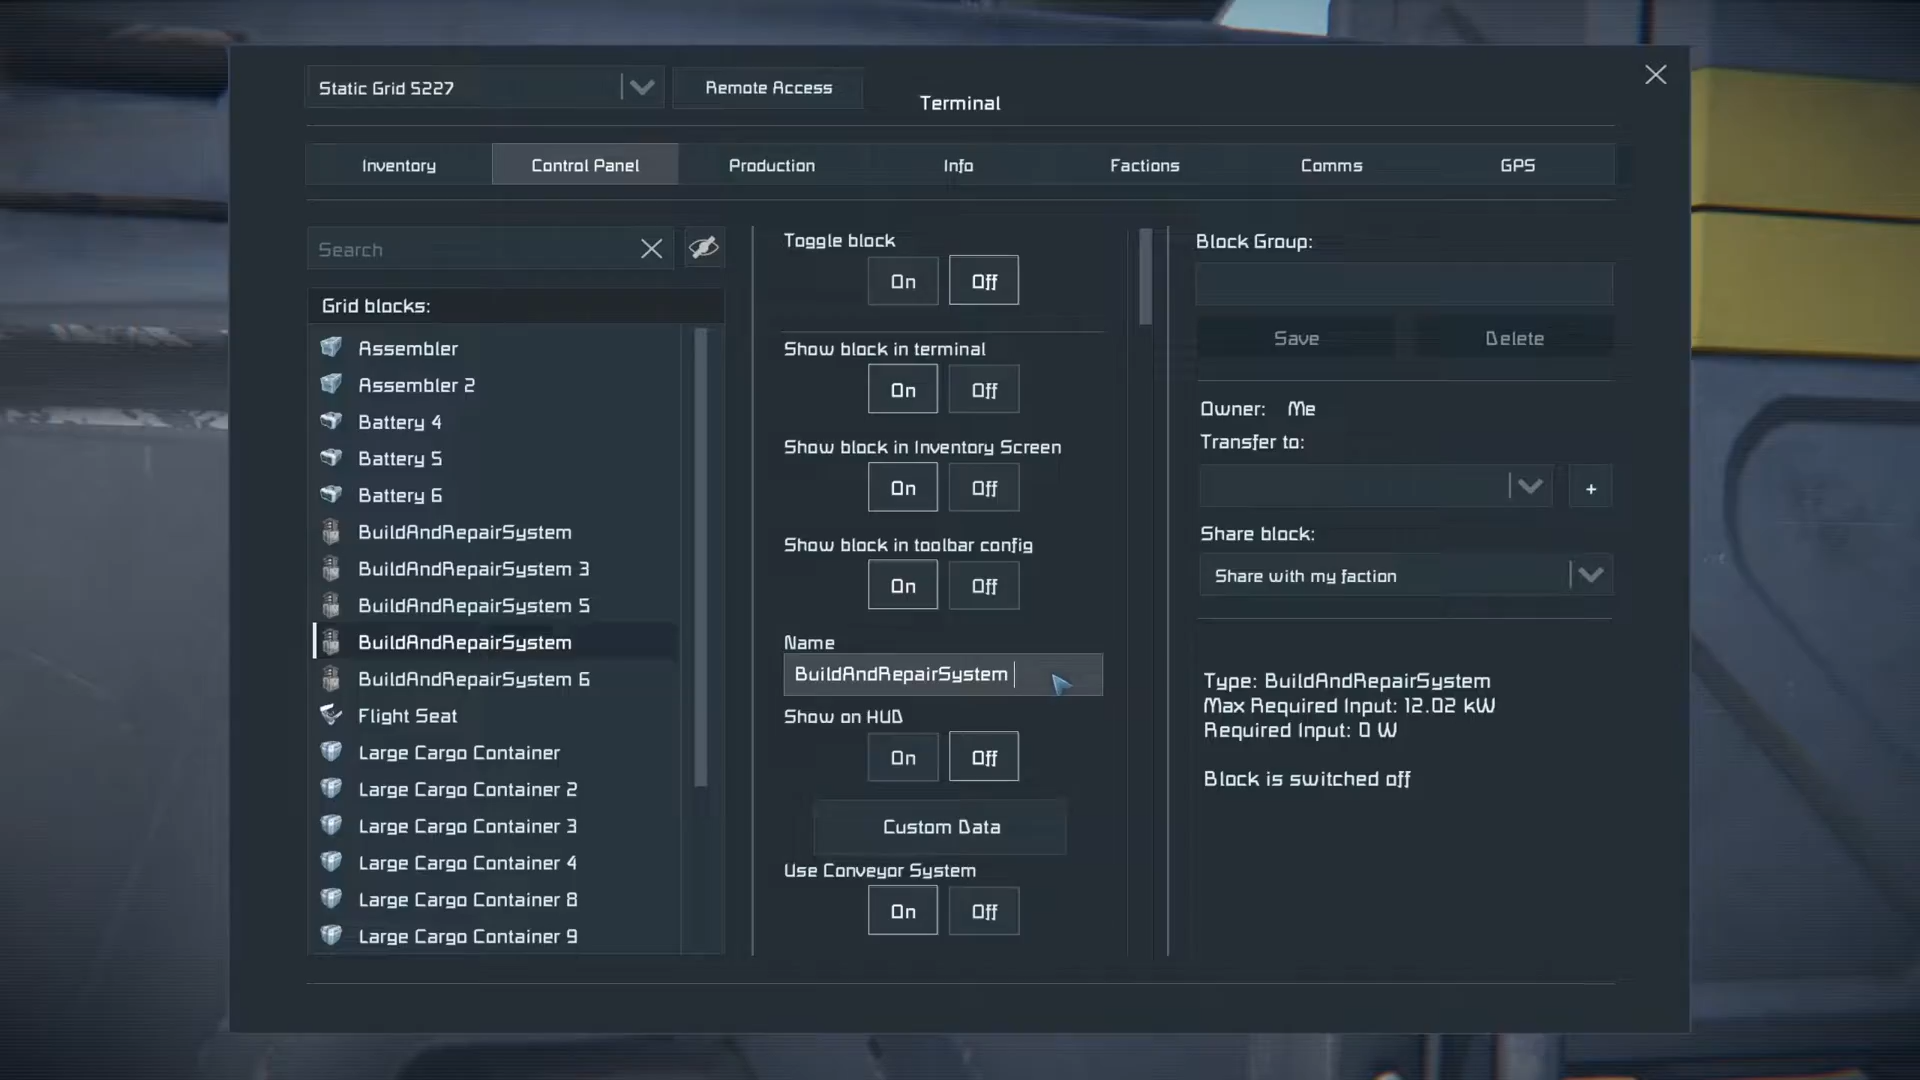 Static Grid 5227
Remote Access
Terminal
Inventory
Control Panel
Production
Info
Factions
Comms
GPS
Search
Grid blocks:
Assembler
Assembler 2
Battery 4
Battery 5
Battery 6
BuildAndRepairSystem
BuildAndRepairSystem 3
BuildAndRepairSystem 5
BuildAndRepairSystem
BuildAndRepairSystem 6
Flight Seat
Large Cargo Container
Large Cargo Container 2
Large Cargo Container 3
Large Cargo Container 4
Large Cargo Container 8
Large Cargo Container 9
Toggle block
On Off
Show block in terminal
On Off
Show block in Inventory Screen
On Off
Show block in toolbar config
On Off
Name
BuildAndRepairSystem
Show on HUD
On Off
Custom Data
Use Conveyor System
On Off
Block Group:
Save
Delete
Owner: Me
Transfer to:
+
Share block:
Share with my faction
Type: BuildAndRepairSystem
Max Required Input: 12.02 kW
Required Input: 0 W
Block is switched off